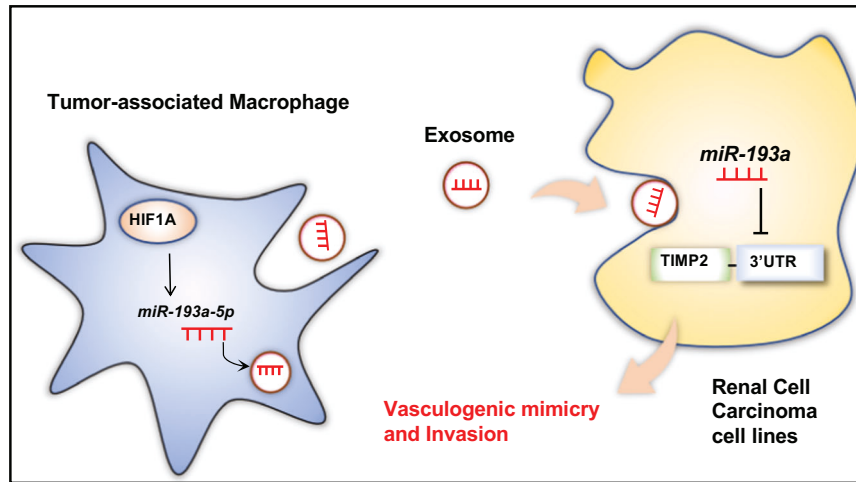 Tumor-associated Macrophage
HIF1A
miR-193a-5p
Exosome
miR-193a
TIMP2
3’UTR
Vasculogenic mimicry
and Invasion
Renal Cell
Carcinoma
cell lines